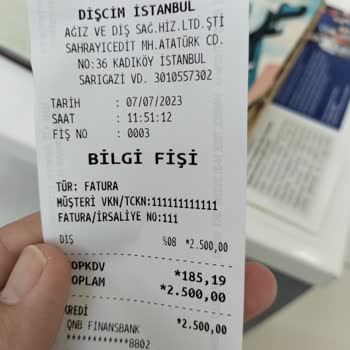 DİŞCİM İSTANBUL
AĞIZ VE DİŞ SAĞ.HİZ.LTD.ŞTİ
SAHRAYICEDİT MH.ATATÜRK CD.
NO:36 KADIKÖY İSTANBUL
SARIGAZİ VD. 3010557302
TARİH : 07/07/2023
SAAT : 11:51:12
FİŞ NO : 0003
BİLGİ FİŞİ
TÜR: FATURA
MÜŞTERİ VKN/TCKN:111111111111
FATURA/İRSALİYE NO:111
DİŞ %08 *2.500,00
OPKDV *185,19
OPLAM *2.500,00
KREDİ
QNB FİNANSBANK *2.500,00
************8802